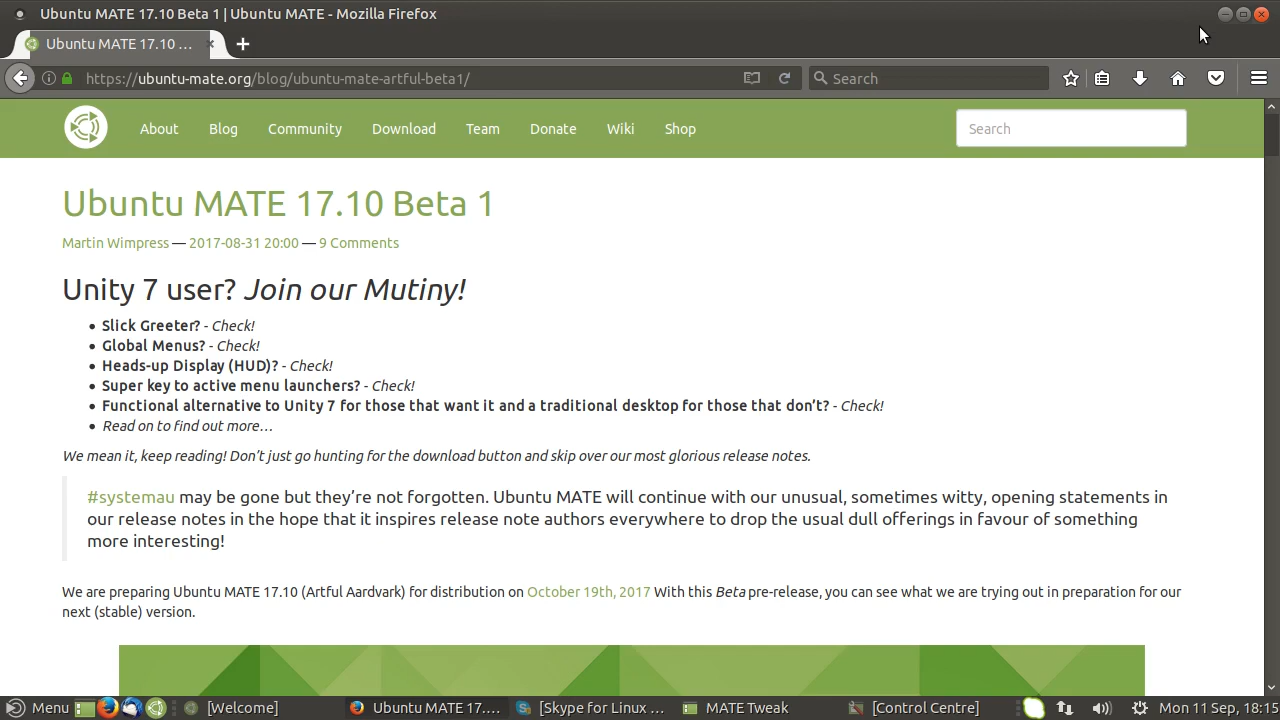 Ubuntu MATE 17.10 Beta 1 | Ubuntu MATE - Mozilla Firefox
Ubuntu MATE 17.10 ...
https://ubuntu-mate.org/blog/ubuntu-mate-artful-beta1/
Search
About Blog Community Download Team Donate Wiki Shop
Search
Ubuntu MATE 17.10 Beta 1
Martin Wimpress — 2017-08-31 20:00 — 9 Comments
Unity 7 user? Join our Mutiny!
• Slick Greeter? - Check!
• Global Menus? - Check!
• Heads-up Display (HUD)? - Check!
• Super key to active menu launchers? - Check!
• Functional alternative to Unity 7 for those that want it and a traditional desktop for those that don’t? - Check!
• Read on to find out more…
We mean it, keep reading! Don’t just go hunting for the download button and skip over our most glorious release notes.
#systemau may be gone but they’re not forgotten. Ubuntu MATE will continue with our unusual, sometimes witty, opening statements in
our release notes in the hope that it inspires release note authors everywhere to drop the usual dull offerings in favour of something
more interesting!
We are preparing Ubuntu MATE 17.10 (Artful Aardvark) for distribution on October 19th, 2017 With this Beta pre-release, you can see what we are trying out in preparation for our
next (stable) version.
Menu [Welcome] Ubuntu MATE 17.... [Skype for Linux ... MATE Tweak [Control Centre] Mon 11 Sep, 18:15